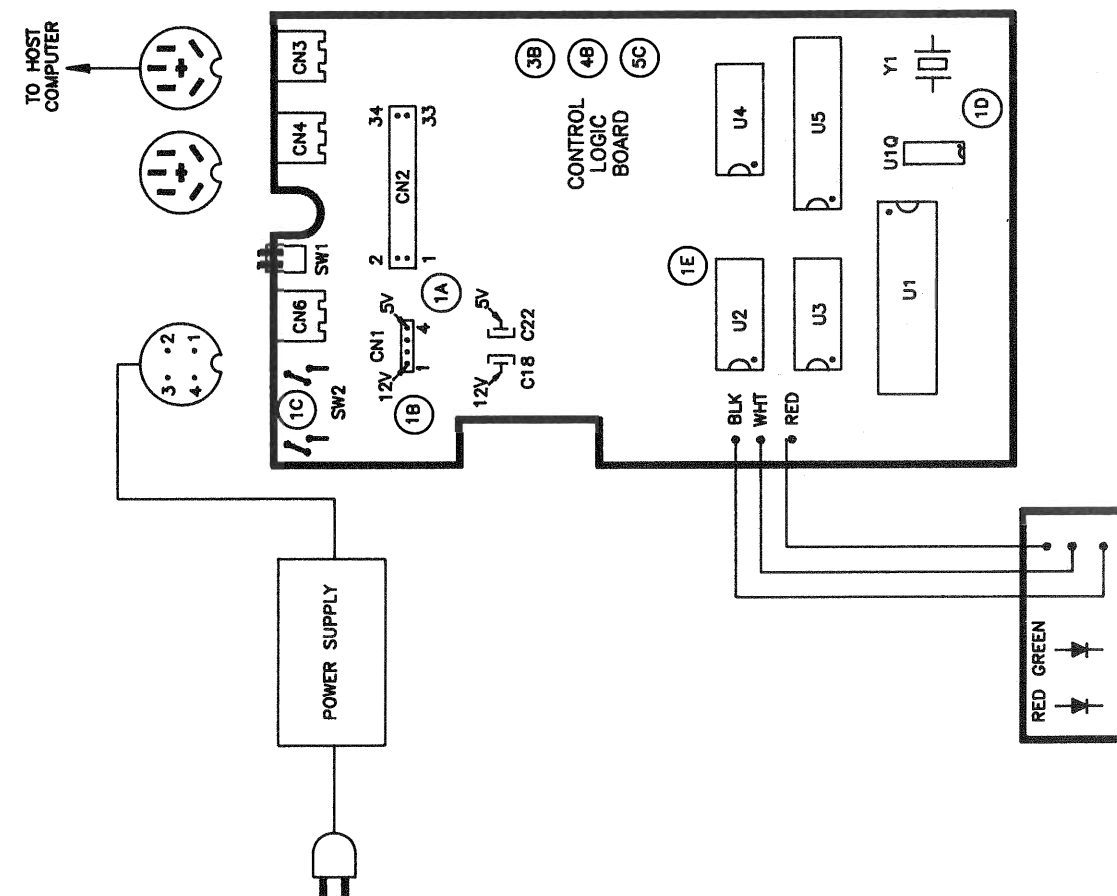 TO HOST
COMPUTER
CN3
CN4
SW1
CN6
3
2
4
1
1C
SW2
34
33
CN2
2
1
1A
5V
CN1
12V
4
1
1B
5V
C22
12V
C18
3B
4B
5C
CONTROL
LOGIC
BOARD
U4
U5
Y1
1D
U10
1E
U2
U3
U1
BLK
WHT
RED
POWER SUPPLY
RED
GREEN